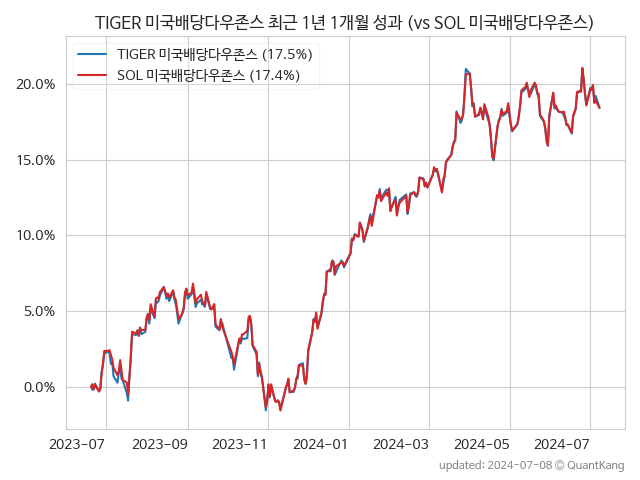 TIGER 미국배당다우존스 최근 1년 1개월 성과 (vs SOL 미국배당다우존스)
TIGER 미국배당다우존스 (17.5%)
SOL 미국배당다우존스 (17.4%)
20.0%
15.0%
10.0%
5.0%
0.0%
2023-07 2023-09 2023-11 2024-01 2024-03 2024-05 2024-07
updated: 2024-07-08 © QuantKang